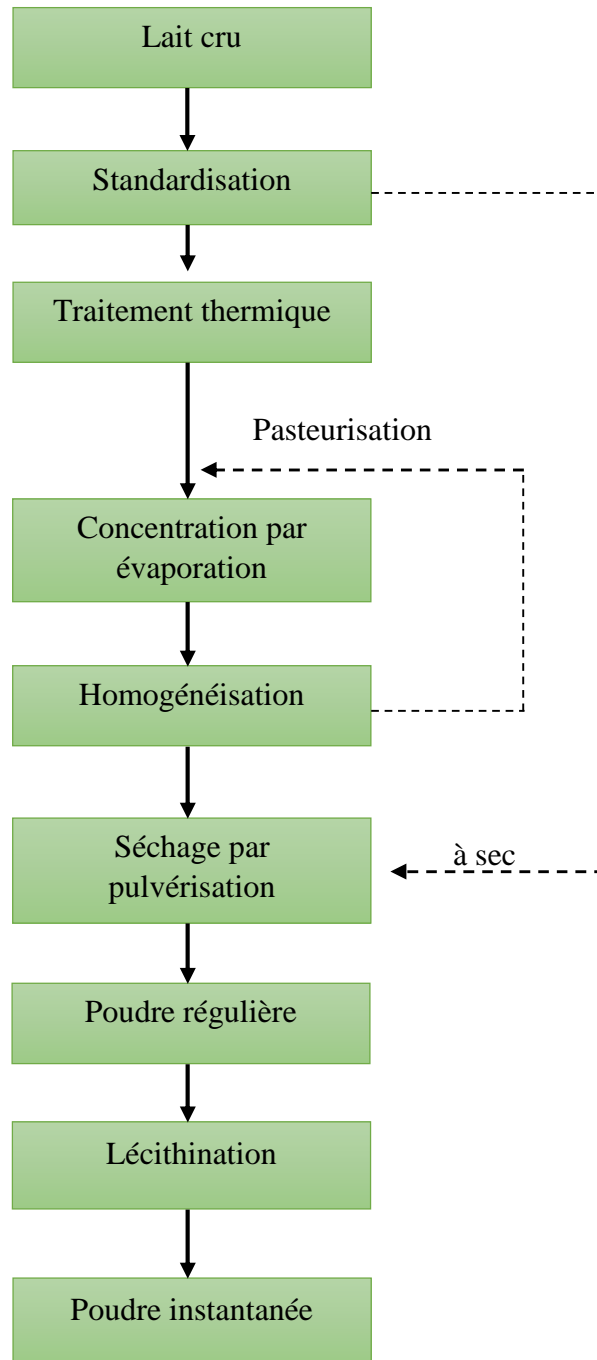 Lait cru
Standardisation
Traitement thermique
Pasteurisation
Concentration par
évaporation
Homogénéisation
Séchage par
pulvérisation
à sec
Poudre régulière
Lécithination
Poudre instantanée